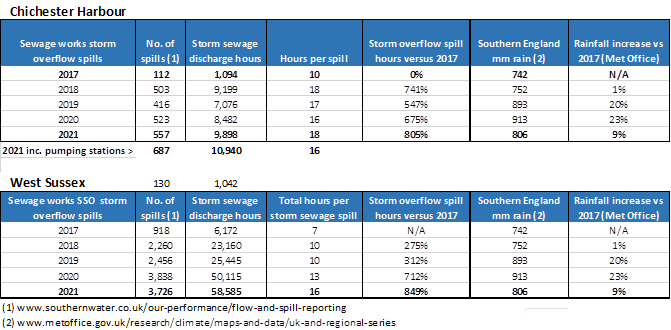 Chichester Harbour
Sewage works storm overflow spills | No. of spills (1) | Storm sewage discharge hours | Hours per spill | Storm overflow spill hours versus 2017 | Southern England mm rain (2) | Rainfall increase vs 2017 (Met Office)
2017 | 112 | 1,094 | 10 | 0% | 742 | N/A
2018 | 503 | 9,199 | 18 | 741% | 752 | 1%
2019 | 416 | 7,076 | 17 | 547% | 893 | 20%
2020 | 523 | 8,482 | 16 | 675% | 913 | 23%
2021 | 557 | 9,898 | 18 | 805% | 806 | 9%
2021 inc. pumping stations > | 687 | 10,940 | 16
West Sussex | 130 | 1,042
Sewage works SSO storm overflow spills | No. of spills (1) | Storm sewage discharge hours | Total hours per storm sewage spill | Storm overflow spill hours versus 2017 | Southern England mm rain (2) | Rainfall increase vs 2017 (Met Office)
2017 | 918 | 6,172 | 7 | N/A | 742 | N/A
2018 | 2,260 | 23,160 | 10 | 275% | 752 | 1%
2019 | 2,456 | 25,445 | 10 | 312% | 893 | 20%
2020 | 3,838 | 50,115 | 13 | 712% | 913 | 23%
2021 | 3,726 | 58,585 | 16 | 849% | 806 | 9%
(1) www.southernwater.co.uk/our-performance/flow-and-spill-reporting
(2) www.metoffice.gov.uk/research/climate/maps-and-data/uk-and-regional-series